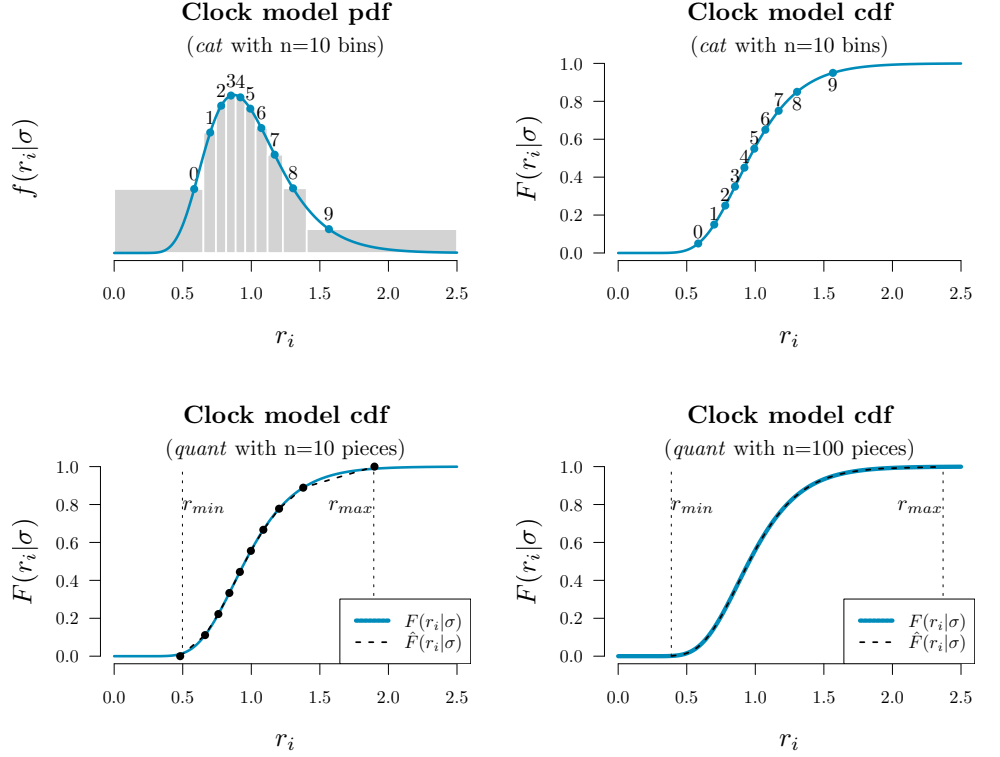 Clock model pdf
(cat with n=10 bins)
f(r_i|σ)
0
1
2
3
4
5
6
7
8
9
0.0 0.5 1.0 1.5 2.0 2.5
r_i
Clock model cdf
(cat with n=10 bins)
F(r_i|σ)
1.0
0.8
0.6
0.4
0.2
0.0
0
1
2
3
4
5
6
7
8
9
0.0 0.5 1.0 1.5 2.0 2.5
r_i
Clock model cdf
(quant with n=10 pieces)
F(r_i|σ)
1.0
0.8
0.6
0.4
0.2
0.0
r_min
r_max
F(r_i|σ)
F̂(r_i|σ)
0.0 0.5 1.0 1.5 2.0 2.5
r_i
Clock model cdf
(quant with n=100 pieces)
F(r_i|σ)
1.0
0.8
0.6
0.4
0.2
0.0
r_min
r_max
F(r_i|σ)
F̂(r_i|σ)
0.0 0.5 1.0 1.5 2.0 2.5
r_i